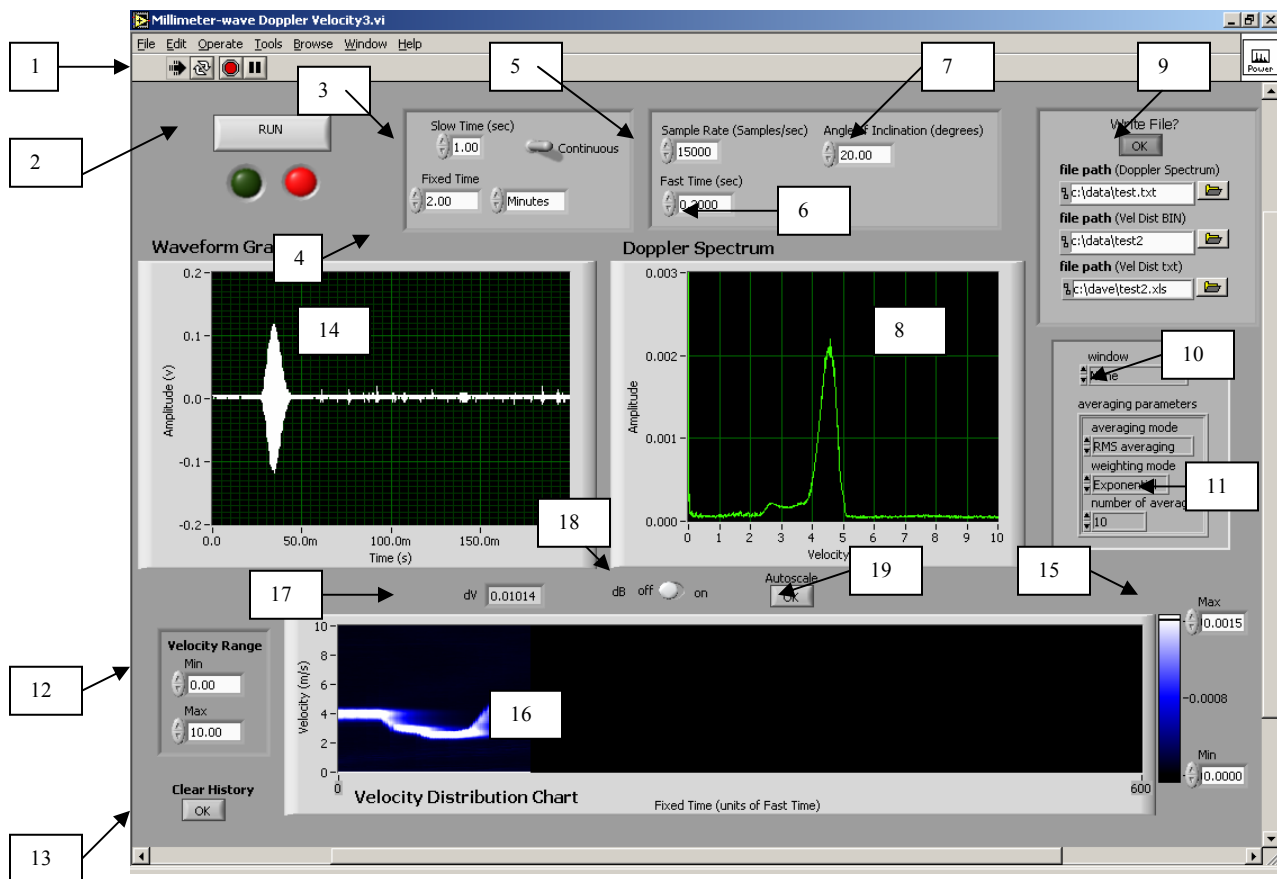 Millimeter-wave Doppler Velocity3.vi
File Edit Operate Tools Browse Window Help
Power
1
2
3
4
5
6
7
8
9
10
11
12
13
14
15
16
17
18
19
RUN
Slow Time (sec)
1.00
Continuous
Fixed Time
2.00
Minutes
Sample Rate (Samples/sec)
15000
Angle of Inclination (degrees)
20.00
Fast Time (sec)
0.2000
Write File?
OK
file path (Doppler Spectrum)
c:\data\test.txt
file path (Vel Dist BIN)
c:\data\test2
file path (Vel Dist txt)
c:\dave\test2.xls
Waveform Gra
0.2
0.1
0.0
-0.1
-0.2
Amplitude (v)
0.0
50.0m
100.0m
150.0m
Time (s)
Doppler Spectrum
0.003
0.002
0.001
0.000
Amplitude
0 1 2 3 4 5 6 7 8 9 10
Velocity
window
averaging parameters
averaging mode
RMS averaging
weighting mode
Exponential
number of averag
10
dV 0.01014
dB off on
Autoscale
OK
Velocity Range
Min
0.00
Max
10.00
Clear History
OK
10
8
6
4
2
0
Velocity (m/s)
0
600
Velocity Distribution Chart
Fixed Time (units of Fast Time)
Max
0.0015
-0.0008
Min
0.0000